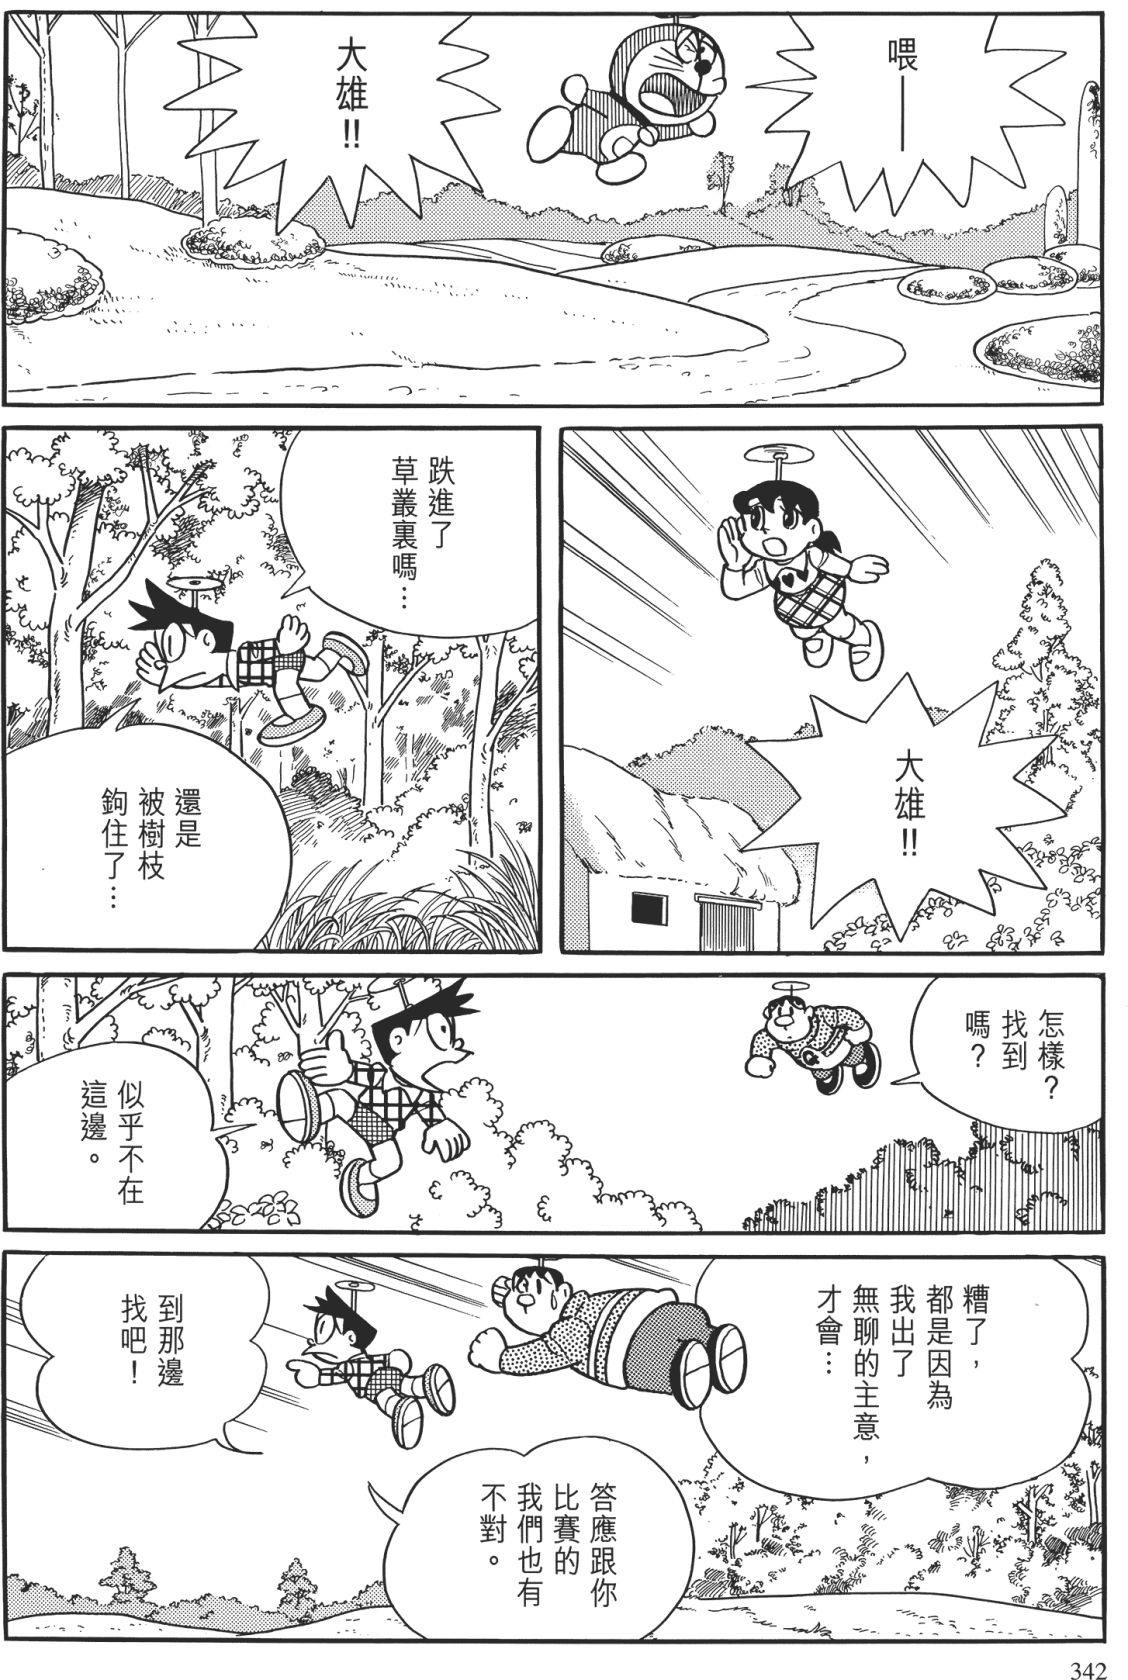 喂——
大雄!!
大雄!!
跌進了
草叢裏嗎…
還是
被樹枝
鉤住了…
怎樣？
找到
嗎？
似乎不在
這邊。
糟了，
都是因為
我出了
無聊的主意，
才會…
答應跟你
比賽的
我們也有
不對。
到那邊
找吧！
342